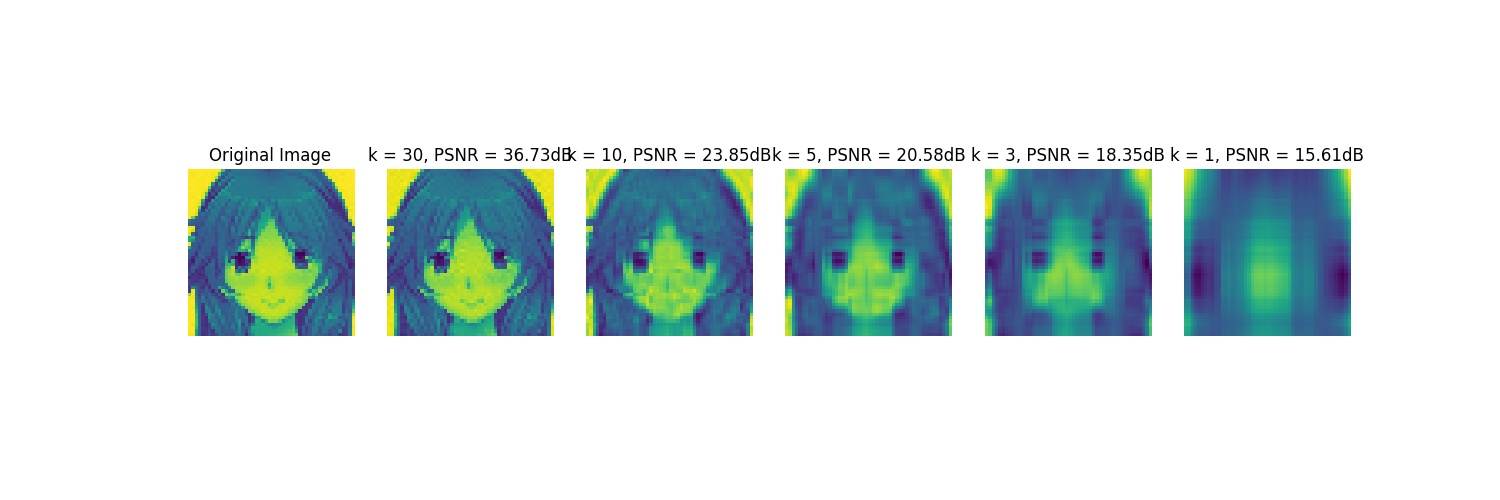 Original Image
k = 30, PSNR = 36.73dB
k = 10, PSNR = 23.85dB
k = 5, PSNR = 20.58dB
k = 3, PSNR = 18.35dB
k = 1, PSNR = 15.61dB